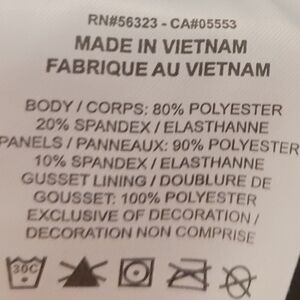 RN#56323 - CA#05553
MADE IN VIETNAM
FABRIQUE AU VIETNAM
BODY / CORPS: 80% POLYESTER
20% SPANDEX / ELASTHANNE
PANELS / PANNEAUX: 90% POLYESTER
10% SPANDEX / ELASTHANNE
GUSSET LINING / DOUBLURE DE
GOUSSET: 100% POLYESTER
EXCLUSIVE OF DECORATION /
DECORATION NON COMPRISE
30C